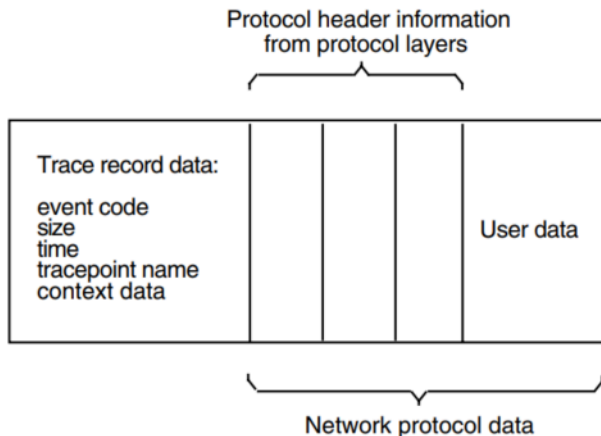 Protocol header information
from protocol layers
Trace record data:
event code
size
time
tracepoint name
context data
User data
Network protocol data